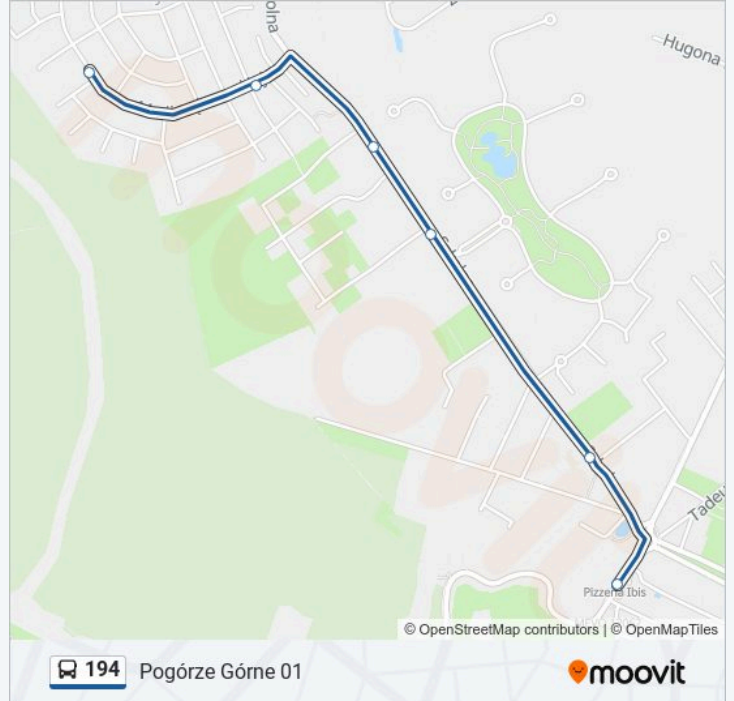 olna
Hugona
Tadeu
Pizzeria Ibis
© OpenStreetMap contributors | © OpenMapTiles
194 Pogórze Górne 01
moovit